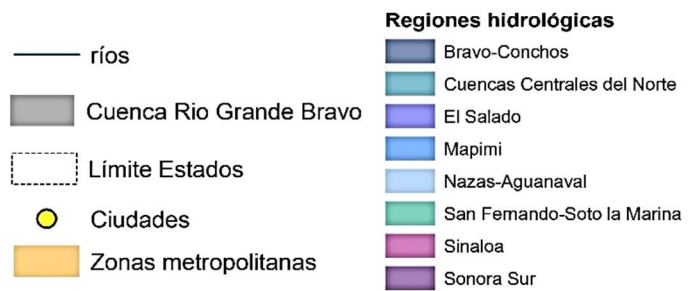 ríos
Cuenca Rio Grande Bravo
Límite Estados
Ciudades
Zonas metropolitanas
Regiones hidrológicas
Bravo-Conchos
Cuencas Centrales del Norte
El Salado
Mapimi
Nazas-Aguanaval
San Fernando-Soto la Marina
Sinaloa
Sonora Sur